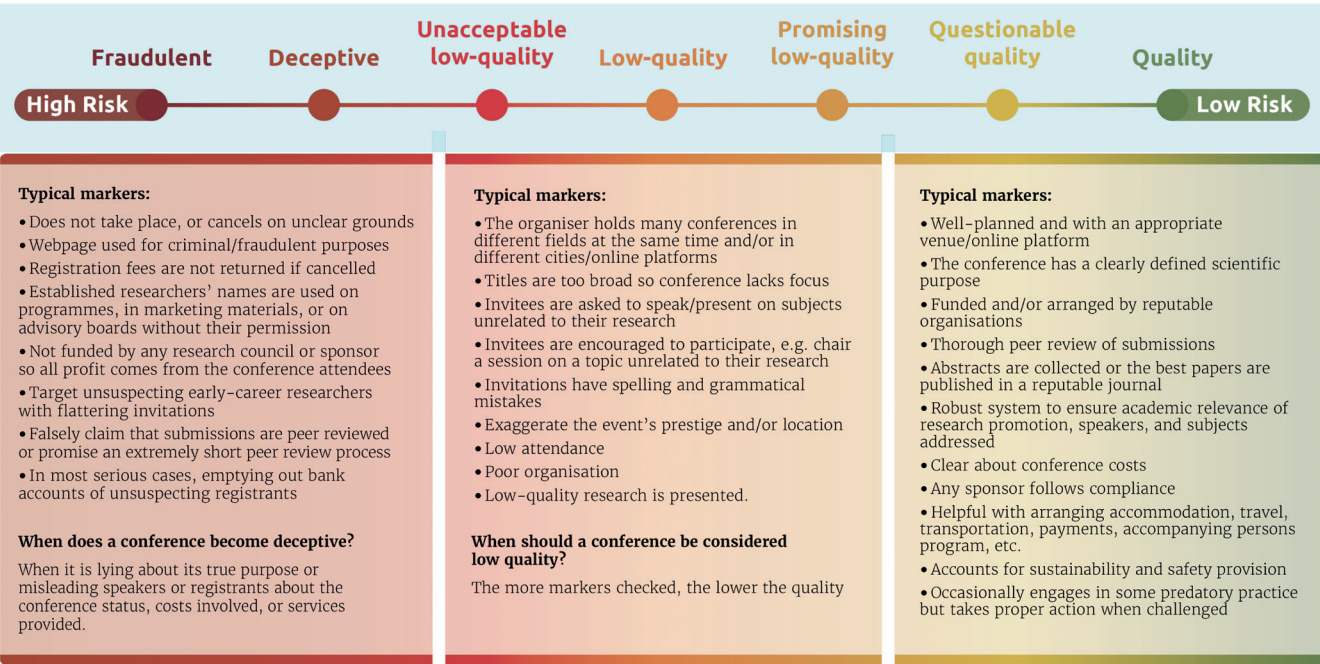 Fraudulent
Deceptive
Unacceptable
low-quality
Low-quality
Promising
low-quality
Questionable
quality
Quality
High Risk
Low Risk
Typical markers:
• Does not take place, or cancels on unclear grounds
• Webpage used for criminal/fraudulent purposes
• Registration fees are not returned if cancelled
• Established researchers’ names are used on
programmes, in marketing materials, or on
advisory boards without their permission
• Not funded by any research council or sponsor
so all profit comes from the conference attendees
• Target unsuspecting early-career researchers
with flattering invitations
• Falsely claim that submissions are peer reviewed
or promise an extremely short peer review process
• In most serious cases, emptying out bank
accounts of unsuspecting registrants
When does a conference become deceptive?
When it is lying about its true purpose or
misleading speakers or registrants about the
conference status, costs involved, or services
provided.
Typical markers:
• The organiser holds many conferences in
different fields at the same time and/or in
different cities/online platforms
• Titles are too broad so conference lacks focus
• Invitees are asked to speak/present on subjects
unrelated to their research
• Invitees are encouraged to participate, e.g. chair
a session on a topic unrelated to their research
• Invitations have spelling and grammatical
mistakes
• Exaggerate the event’s prestige and/or location
• Low attendance
• Poor organisation
• Low-quality research is presented.
When should a conference be considered
low quality?
The more markers checked, the lower the quality
Typical markers:
• Well-planned and with an appropriate
venue/online platform
• The conference has a clearly defined scientific
purpose
• Funded and/or arranged by reputable
organisations
• Thorough peer review of submissions
• Abstracts are collected or the best papers are
published in a reputable journal
• Robust system to ensure academic relevance of
research promotion, speakers, and subjects
addressed
• Clear about conference costs
• Any sponsor follows compliance
• Helpful with arranging accommodation, travel,
transportation, payments, accompanying persons
program, etc.
• Accounts for sustainability and safety provision
• Occasionally engages in some predatory practice
but takes proper action when challenged